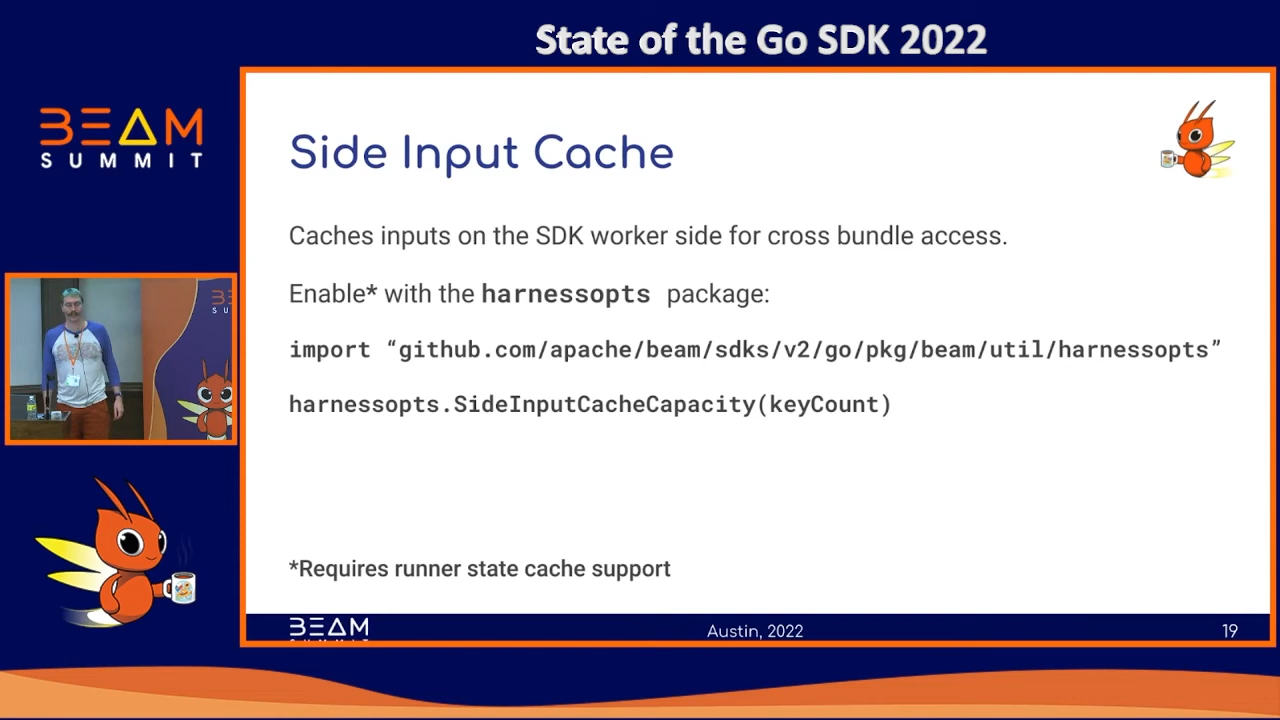 State of the Go SDK 2022
BEAM
SUMMIT
Side Input Cache
Caches inputs on the SDK worker side for cross bundle access.
Enable* with the harnessopts package:
import “github.com/apache/beam/sdks/v2/go/pkg/beam/util/harnessopts”
harnessopts.SideInputCacheCapacity(keyCount)
*Requires runner state cache support
BEAM
Austin, 2022
19